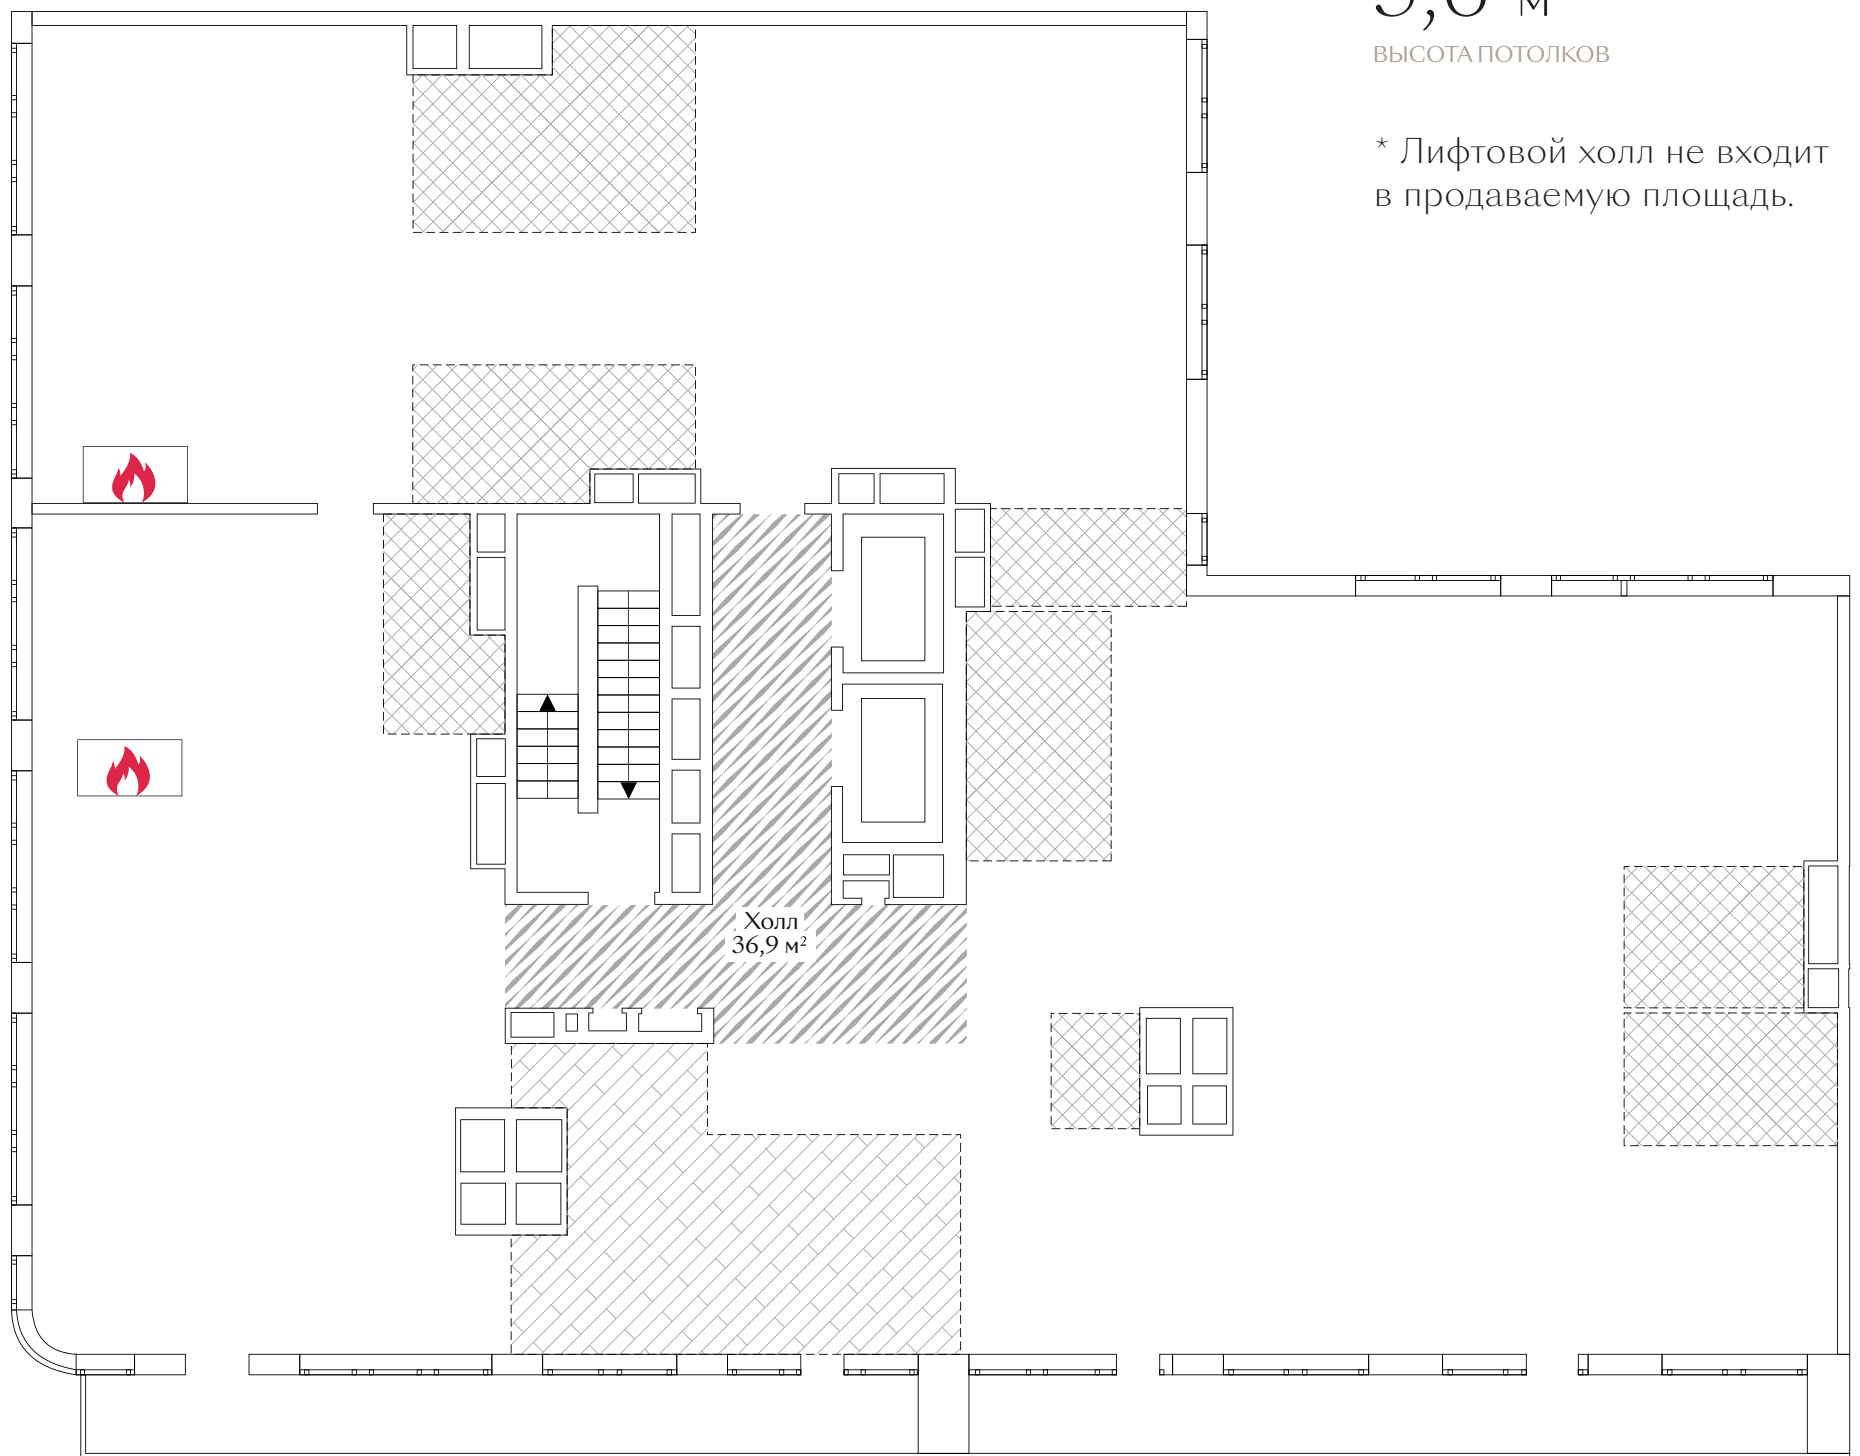 м
ВЫСОТА ПОТОЛКОВ
* Лифтовой холл не входит
в продаваемую площадь.
Холл
36,9 м²